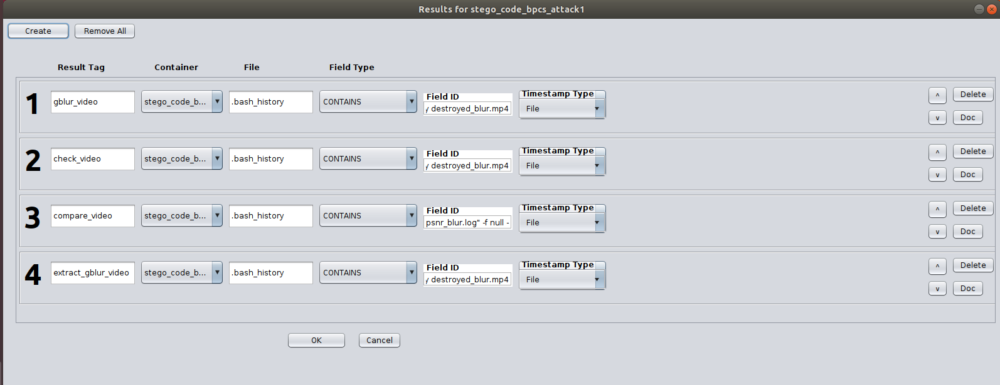 Results for stego_code_bpcs_attack1
Create Remove All
Result Tag Container File Field Type
1 gblur_video stego_code_b... .bash_history CONTAINS Field ID y destroyed_blur.mp4 Timestamp Type File ^ v Delete Doc
2 check_video stego_code_b... .bash_history CONTAINS Field ID y destroyed_blur.mp4 Timestamp Type File ^ v Delete Doc
3 compare_video stego_code_b... .bash_history CONTAINS Field ID psnr_blur.log" -f null - Timestamp Type File ^ v Delete Doc
4 extract_gblur_video stego_code_b... .bash_history CONTAINS Field ID y destroyed_blur.mp4 Timestamp Type File ^ v Delete Doc
OK Cancel